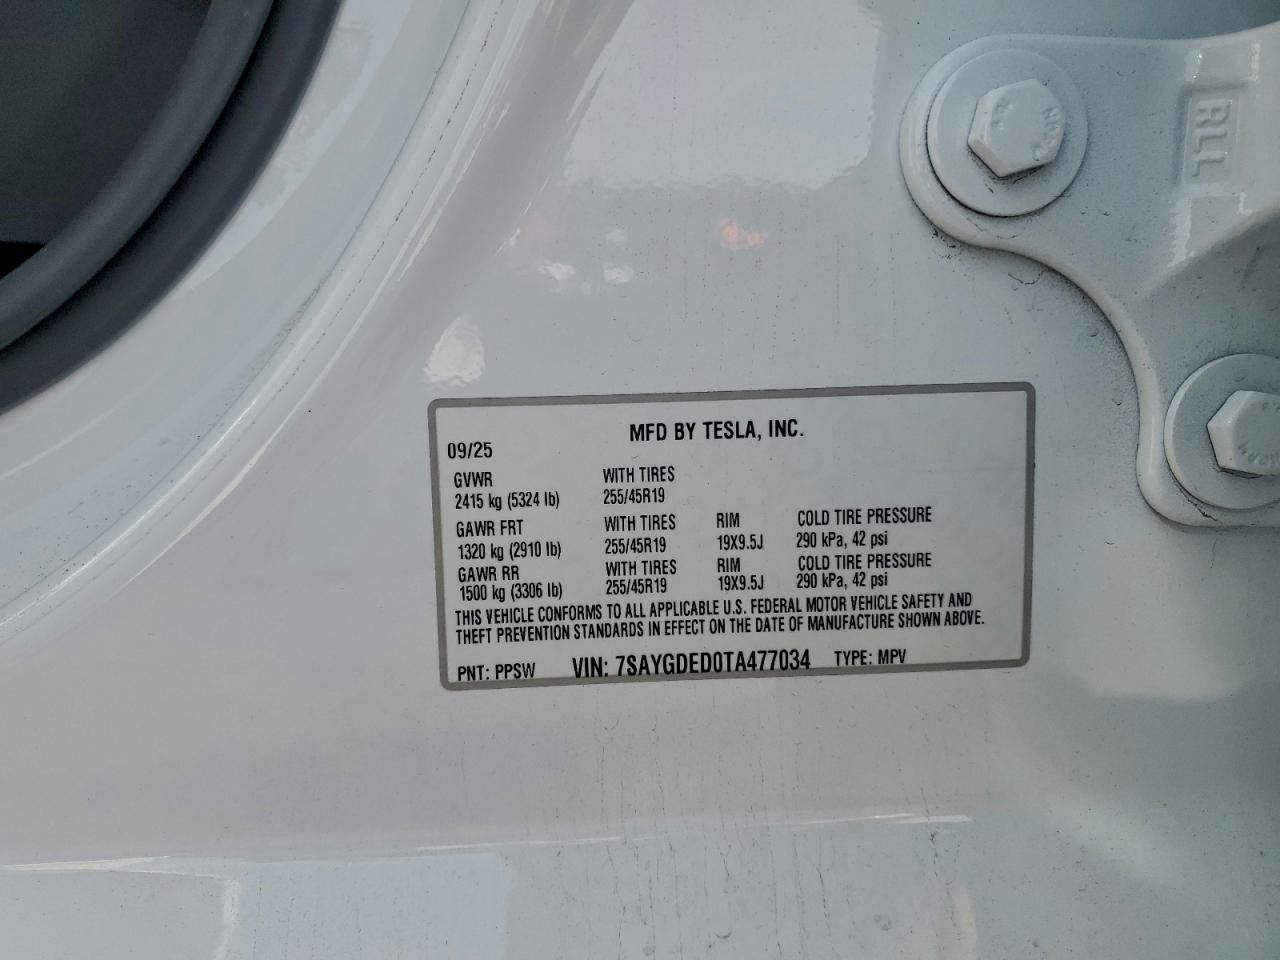 RLL
MFD BY TESLA, INC.
09/25
GVWR WITH TIRES
2415 kg (5324 lb) 255/45R19
GAWR FRT WITH TIRES RIM COLD TIRE PRESSURE
1320 kg (2910 lb) 255/45R19 19X9.5J 290 kPa, 42 psi
GAWR RR WITH TIRES RIM COLD TIRE PRESSURE
1500 kg (3306 lb) 255/45R19 19X9.5J 290 kPa, 42 psi
THIS VEHICLE CONFORMS TO ALL APPLICABLE U.S. FEDERAL MOTOR VEHICLE SAFETY AND
THEFT PREVENTION STANDARDS IN EFFECT ON THE DATE OF MANUFACTURE SHOWN ABOVE.
PNT: PPSW VIN: 7SAYGDED0TA477034 TYPE: MPV